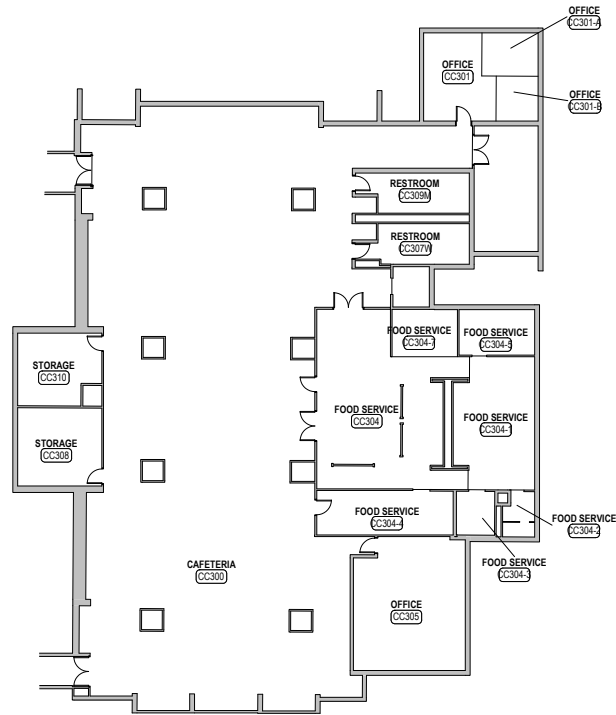 OFFICE
CC301-A
OFFICE
CC301
OFFICE
CC301-B
RESTROOM
CC309M
RESTROOM
CC307W
FOOD SERVICE
CC304-7
FOOD SERVICE
CC304-5
STORAGE
CC310
FOOD SERVICE
CC304
FOOD SERVICE
CC304-1
STORAGE
CC308
FOOD SERVICE
CC304-4
FOOD SERVICE
CC304-2
FOOD SERVICE
CC304-3
CAFETERIA
CC300
OFFICE
CC305